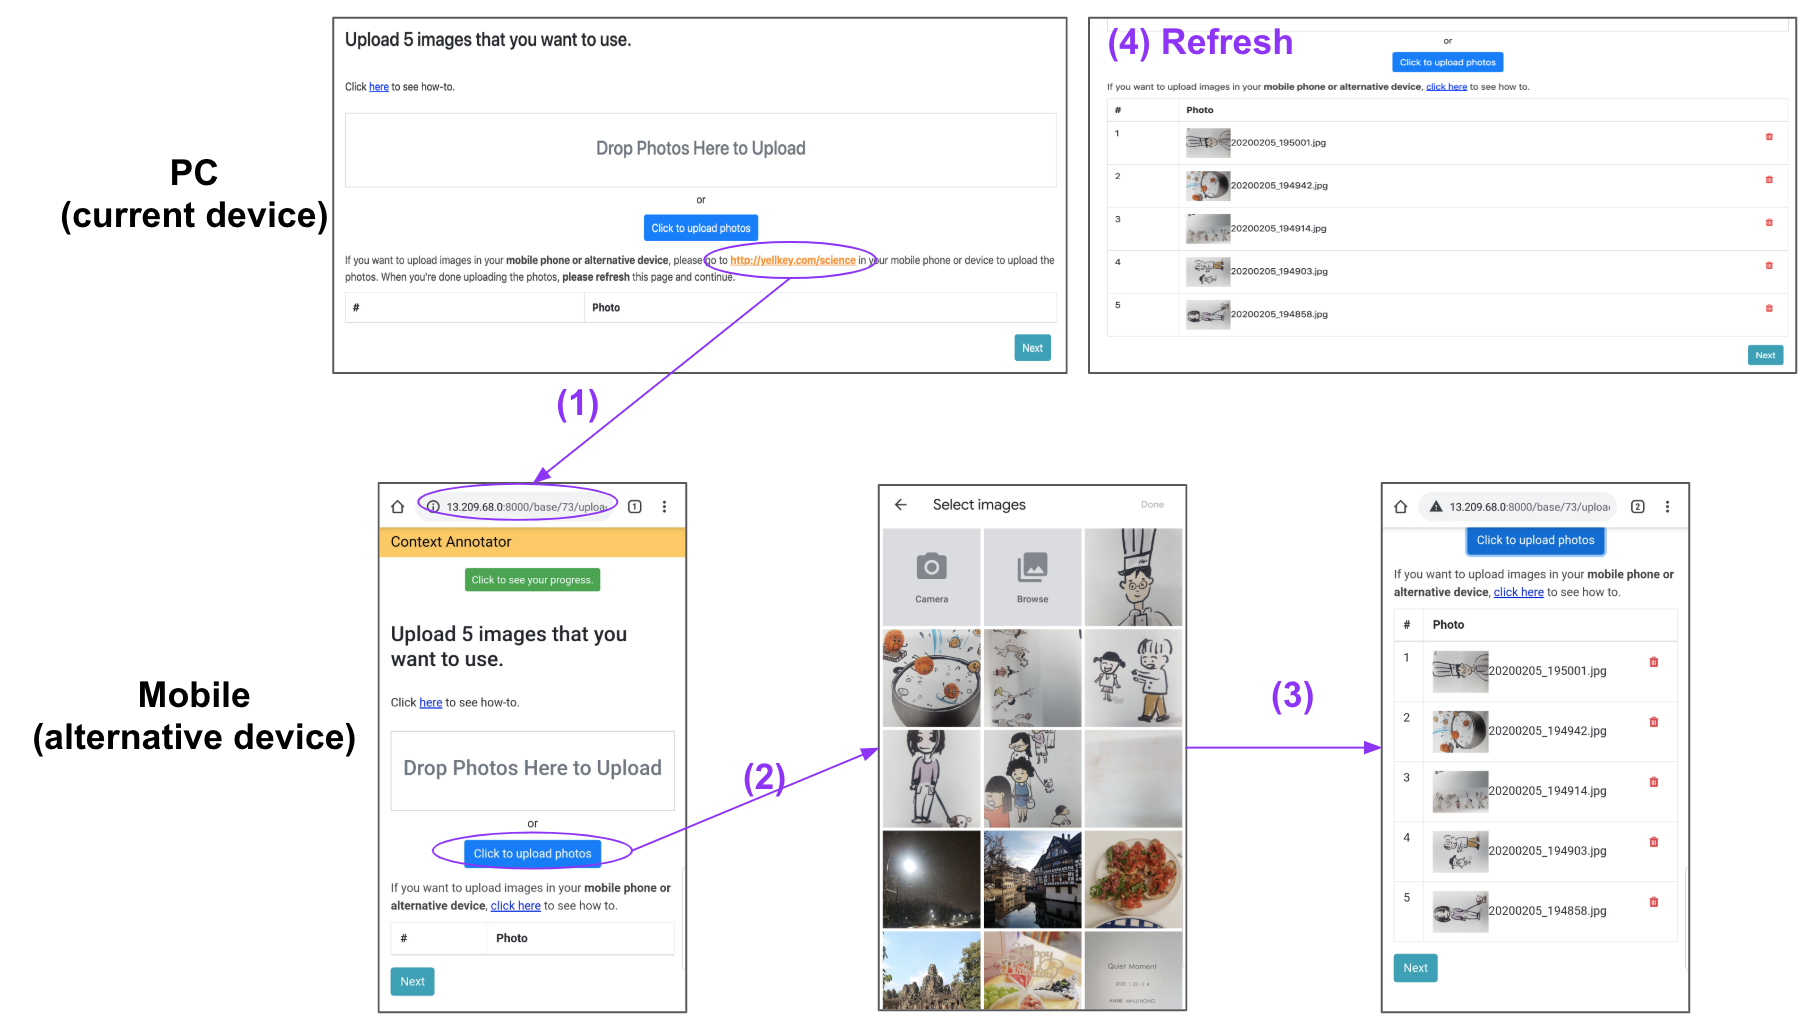 PC
(current device)
Upload 5 images that you want to use.
Click here to see how-to.
Drop Photos Here to Upload
or
Click to upload photos
If you want to upload images in your mobile phone or alternative device, please go to http://yellkey.com/science in your mobile phone or device to upload the
photos. When you're done uploading the photos, please refresh this page and continue.
# Photo
Next
(4) Refresh
or
Click to upload photos
If you want to upload images in your mobile phone or alternative device, click here to see how to.
# Photo
1 20200205_195001.jpg
2 20200205_194942.jpg
3 20200205_194914.jpg
4 20200205_194903.jpg
5 20200205_194858.jpg
Next
(1)
Mobile
(alternative device)
13.209.68.0:8000/base/73/uploa
1
Context Annotator
Click to see your progress.
Upload 5 images that you
want to use.
Click here to see how-to.
Drop Photos Here to Upload
or
Click to upload photos
If you want to upload images in your mobile phone or
alternative device, click here to see how to.
# Photo
Next
(2)
Select images
Done
Camera
Browse
Happy
Birthday
Quiet Moment
(3)
13.209.68.0:8000/base/73/uploa
2
Click to upload photos
If you want to upload images in your mobile phone or
alternative device, click here to see how to.
# Photo
1 20200205_195001.jpg
2 20200205_194942.jpg
3 20200205_194914.jpg
4 20200205_194903.jpg
5 20200205_194858.jpg
Next